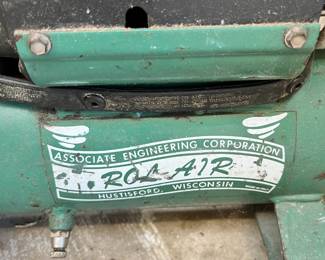 ASSOCIATE ENGINEERING CORPORATION
ROL AIR
HUSTISFORD, WISCONSIN